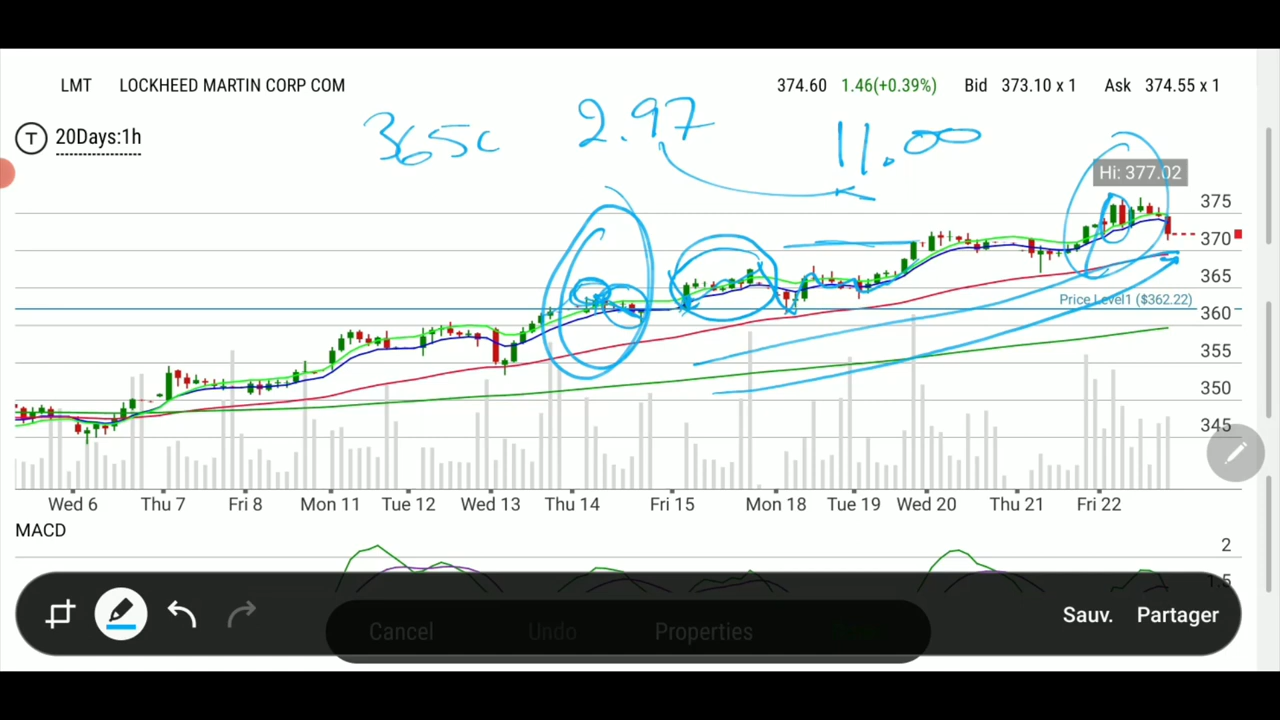 LMT LOCKHEED MARTIN CORP COM 374.60 1.46(+0.39%) Bid 373.10 x 1 Ask 374.55 x 1
365c 2.97 11.00
T 20Days:1h
Hi: 377.02
375
370
365
Price Level1 ($362.22)
360
355
350
345
Wed 6 Thu 7 Fri 8 Mon 11 Tue 12 Wed 13 Thu 14 Fri 15 Mon 18 Tue 19 Wed 20 Thu 21 Fri 22
MACD
2
1.5
Sauv. Partager
Cancel Undo Properties